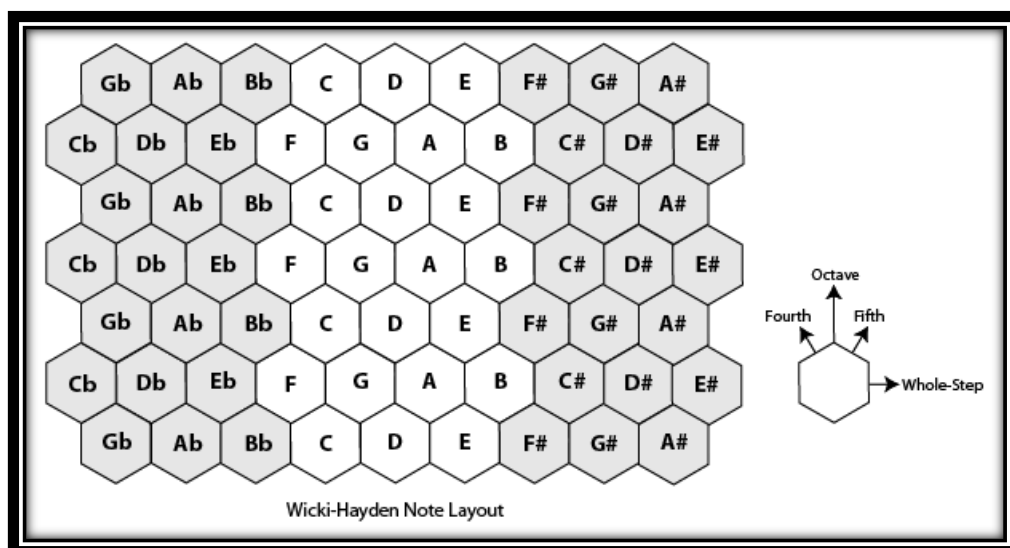 Gb Ab Bb C D E F# G# A#
Cb Db Eb F G A B C# D# E#
Gb Ab Bb C D E F# G# A#
Cb Db Eb F G A B C# D# E#
Octave
Gb Ab Bb C D E F# G# A#
Fourth Fifth
Cb Db Eb F G A B C# D# E#
Whole-Step
Gb Ab Bb C D E F# G# A#
Wicki-Hayden Note Layout